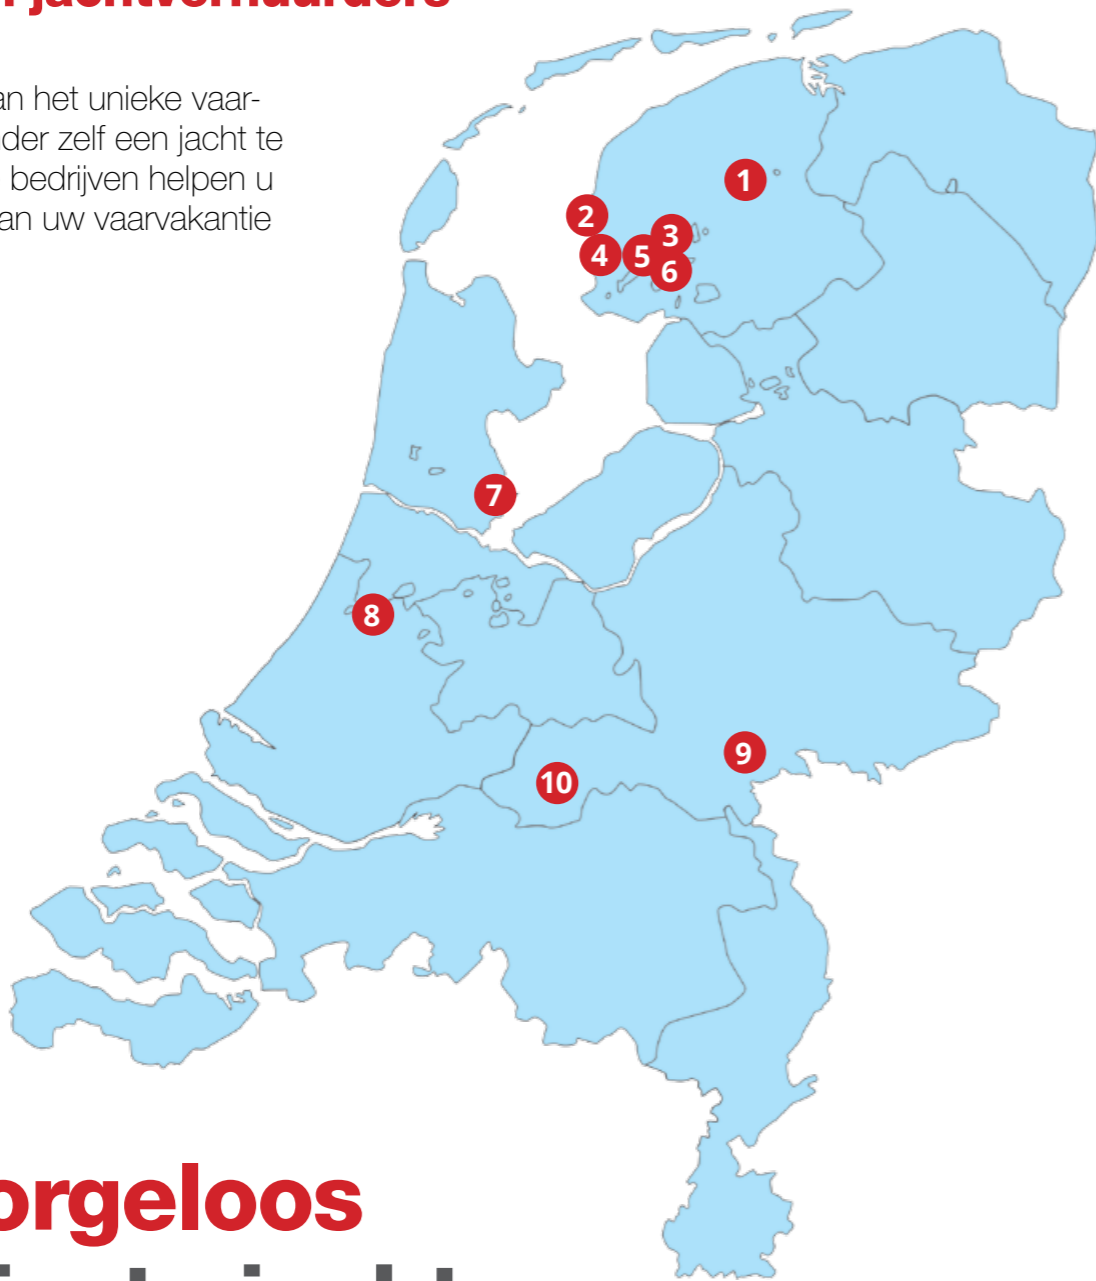 jachtverhuurders
an het unieke vaar-
der zelf een jacht te
bedrijven helpen u
an uw vaarvakantie
1
2
3
4
5
6
7
8
9
10
orgeloos